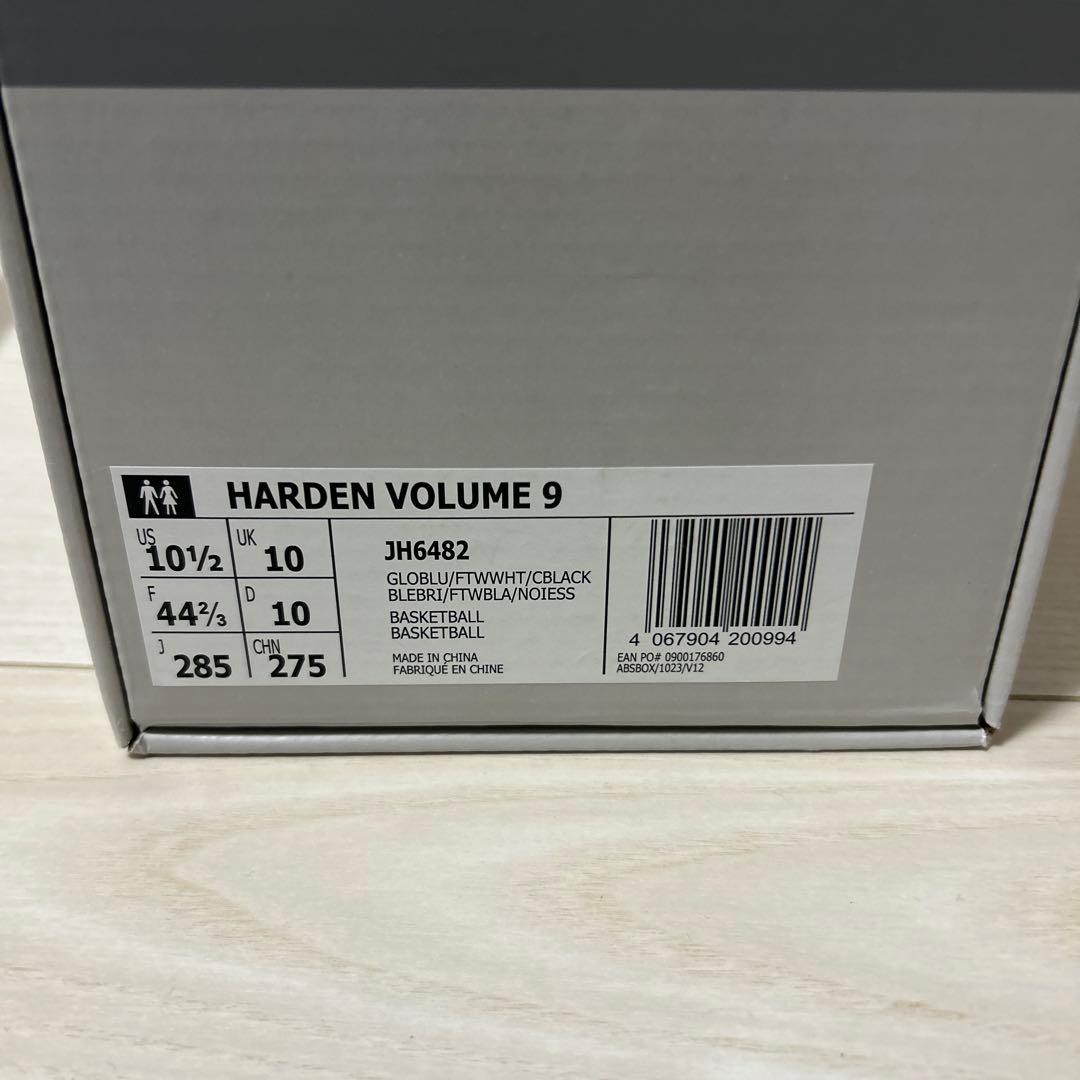 HARDEN VOLUME 9
US 10½ UK 10
F 44⅔ D 10
J 285 CHN 275
JH6482
GLOBLU/FTWWHT/CBLACK
BLEBRI/FTWBLA/NOIESS
BASKETBALL
BASKETBALL
MADE IN CHINA
FABRIQUÉ EN CHINE
4 067904 200994
EAN PO# 0900176860
ABSBOX/1023/V12